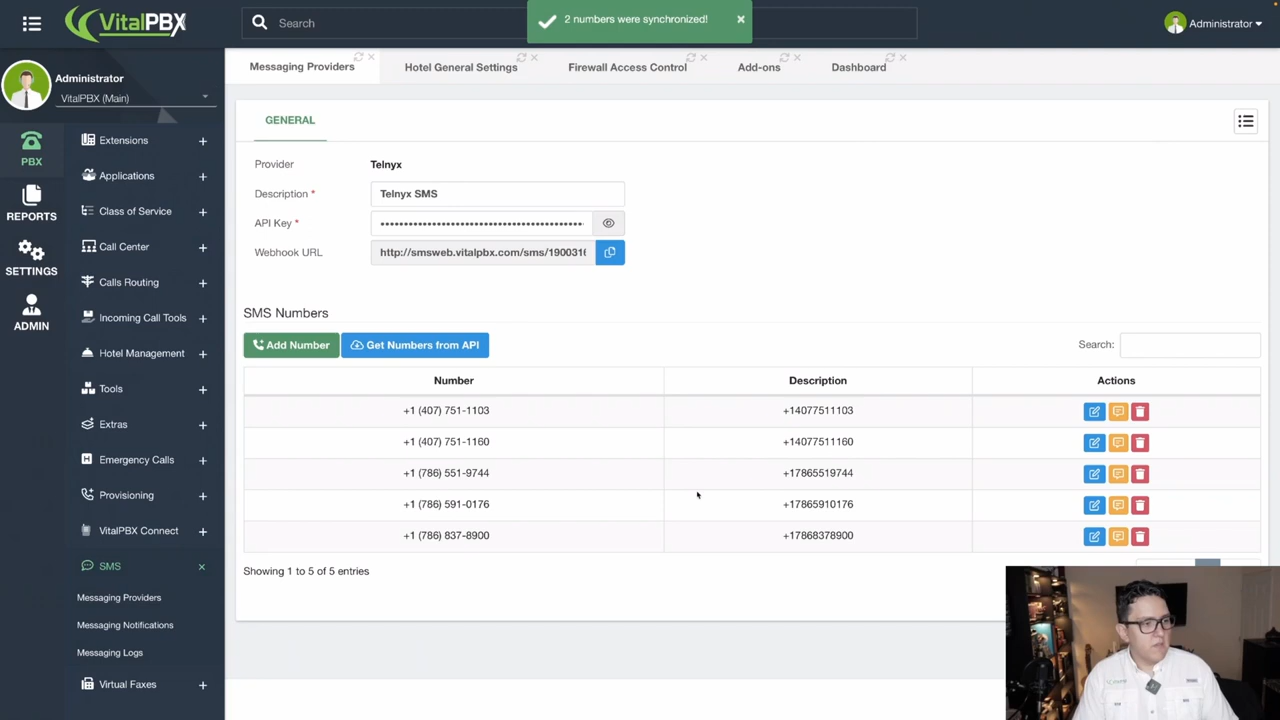 VitalPBX
Search
2 numbers were synchronized!
Administrator
Administrator
VitalPBX (Main)
PBX
REPORTS
SETTINGS
ADMIN
Extensions
Applications
Class of Service
Call Center
Calls Routing
Incoming Call Tools
Hotel Management
Tools
Extras
Emergency Calls
Provisioning
VitalPBX Connect
SMS
Messaging Providers
Messaging Notifications
Messaging Logs
Virtual Faxes
Messaging Providers Hotel General Settings Firewall Access Control Add-ons Dashboard
GENERAL
Provider Telnyx
Description * Telnyx SMS
API Key *
Webhook URL http://smsweb.vitalpbx.com/sms/190031
SMS Numbers
Add Number Get Numbers from API Search:
Number Description Actions
+1 (407) 751-1103 +14077511103
+1 (407) 751-1160 +14077511160
+1 (786) 551-9744 +17865519744
+1 (786) 591-0176 +17865910176
+1 (786) 837-8900 +17868378900
Showing 1 to 5 of 5 entries